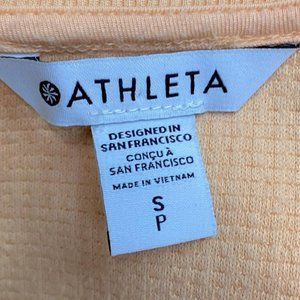 ATHLETA
DESIGNED IN
SAN FRANCISCO
CONÇU À
SAN FRANCISCO
MADE IN VIETNAM
S
P